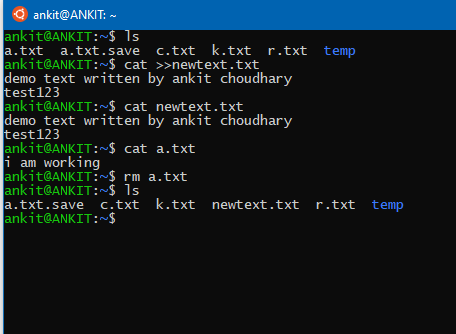 ankit@ANKIT: ~
ankit@ANKIT:~$ ls
a.txt  a.txt.save  c.txt  k.txt  r.txt  temp
ankit@ANKIT:~$ cat >>newtext.txt
demo text written by ankit choudhary
test123
ankit@ANKIT:~$ cat newtext.txt
demo text written by ankit choudhary
test123
ankit@ANKIT:~$ cat a.txt
i am working
ankit@ANKIT:~$ rm a.txt
ankit@ANKIT:~$ ls
a.txt.save  c.txt  k.txt  newtext.txt  r.txt  temp
ankit@ANKIT:~$